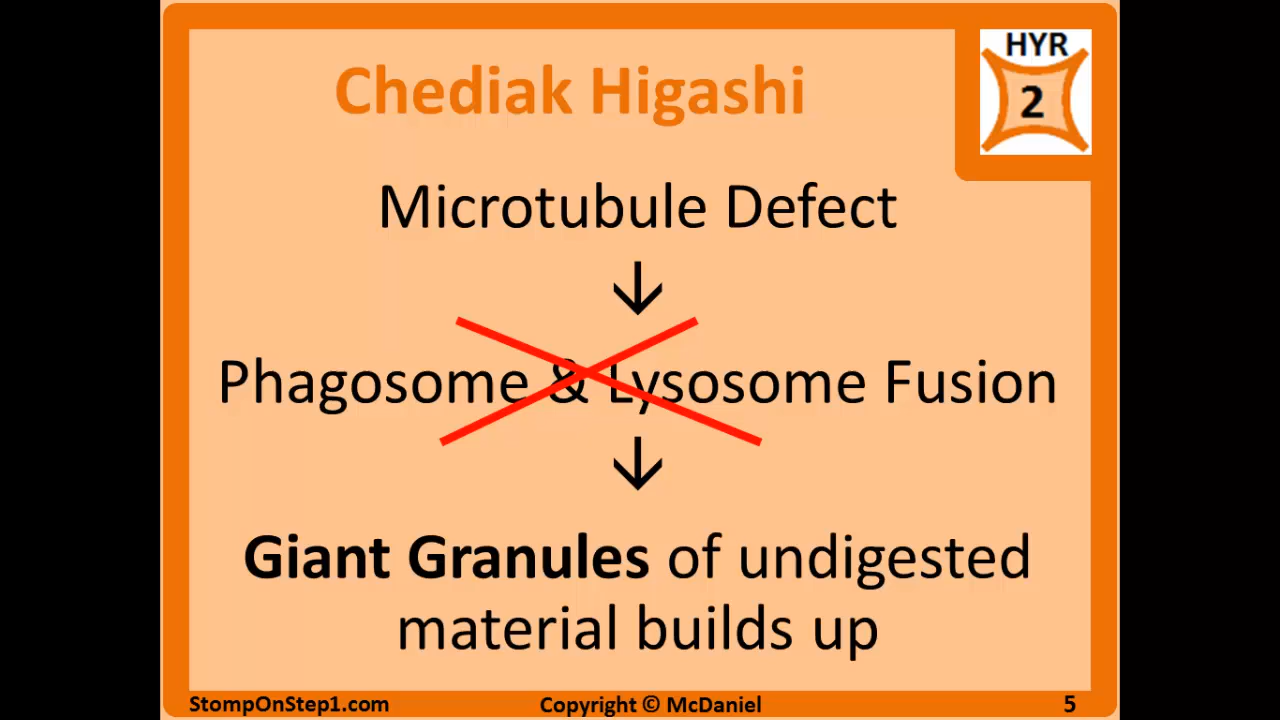 HYR
2
Chediak Higashi
Microtubule Defect
↓
Phagosome & Lysosome Fusion
↓
Giant Granules of undigested
material builds up
StompOnStep1.com
Copyright © McDaniel
5